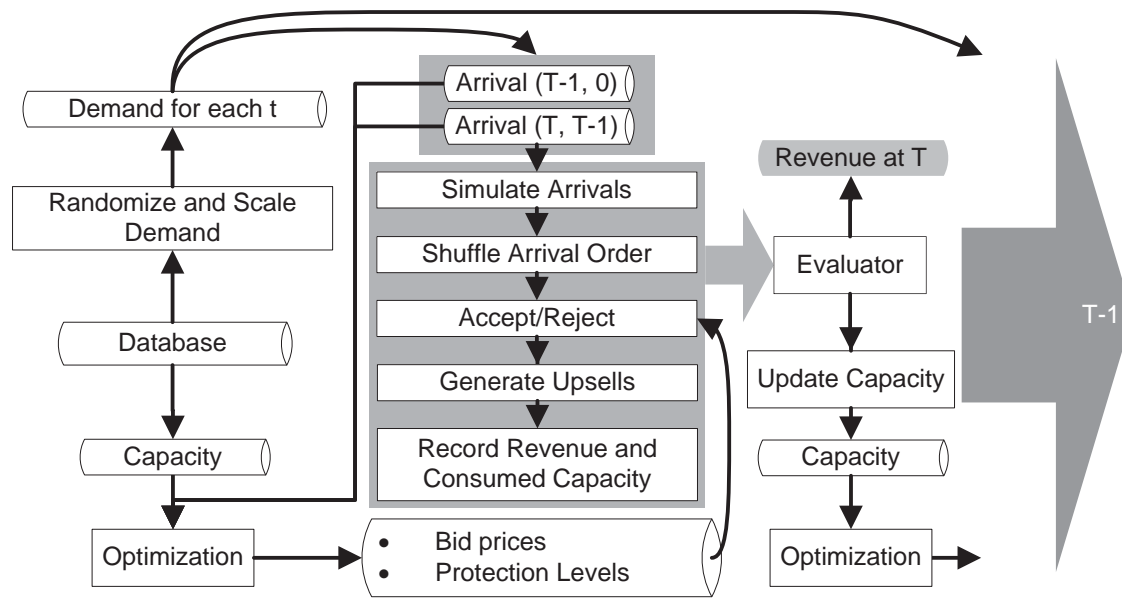 Demand for each t
Randomize and Scale
Demand
Database
Capacity
Optimization
Arrival (T-1, 0)
Arrival (T, T-1)
Simulate Arrivals
Shuffle Arrival Order
Accept/Reject
Generate Upsells
Record Revenue and
Consumed Capacity
• Bid prices
• Protection Levels
Revenue at T
Evaluator
Update Capacity
Capacity
Optimization
T-1